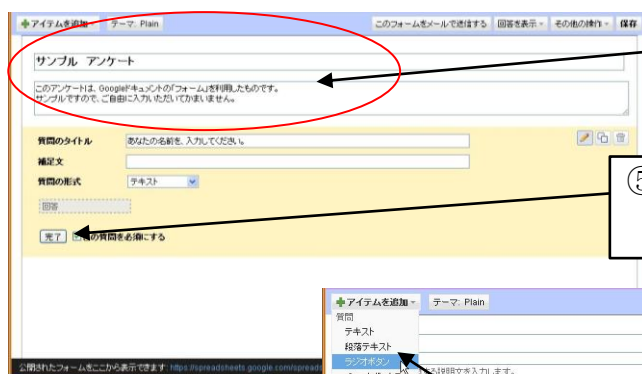 アイテムを追加 テーマ: Plain このフォームをメールで送信する 回答を表示 その他の操作 保存
サンプル アンケート
このアンケートは、Googleドキュメントの「フォーム」を利用したものです。
サンプルですので、ご自由に入力いただいてかまいません。
質問のタイトル あなたの名前を、入力してください。
補足文
質問の形式 テキスト
回答
完了 の質問を必須にする
⑤
アイテムを追加 テーマ: Plain
質問
テキスト
段落テキスト
ラジオボタン 説明文を入力します。
公開されたフォームをここから表示できます: https://spreadsheets.google.com/spreads